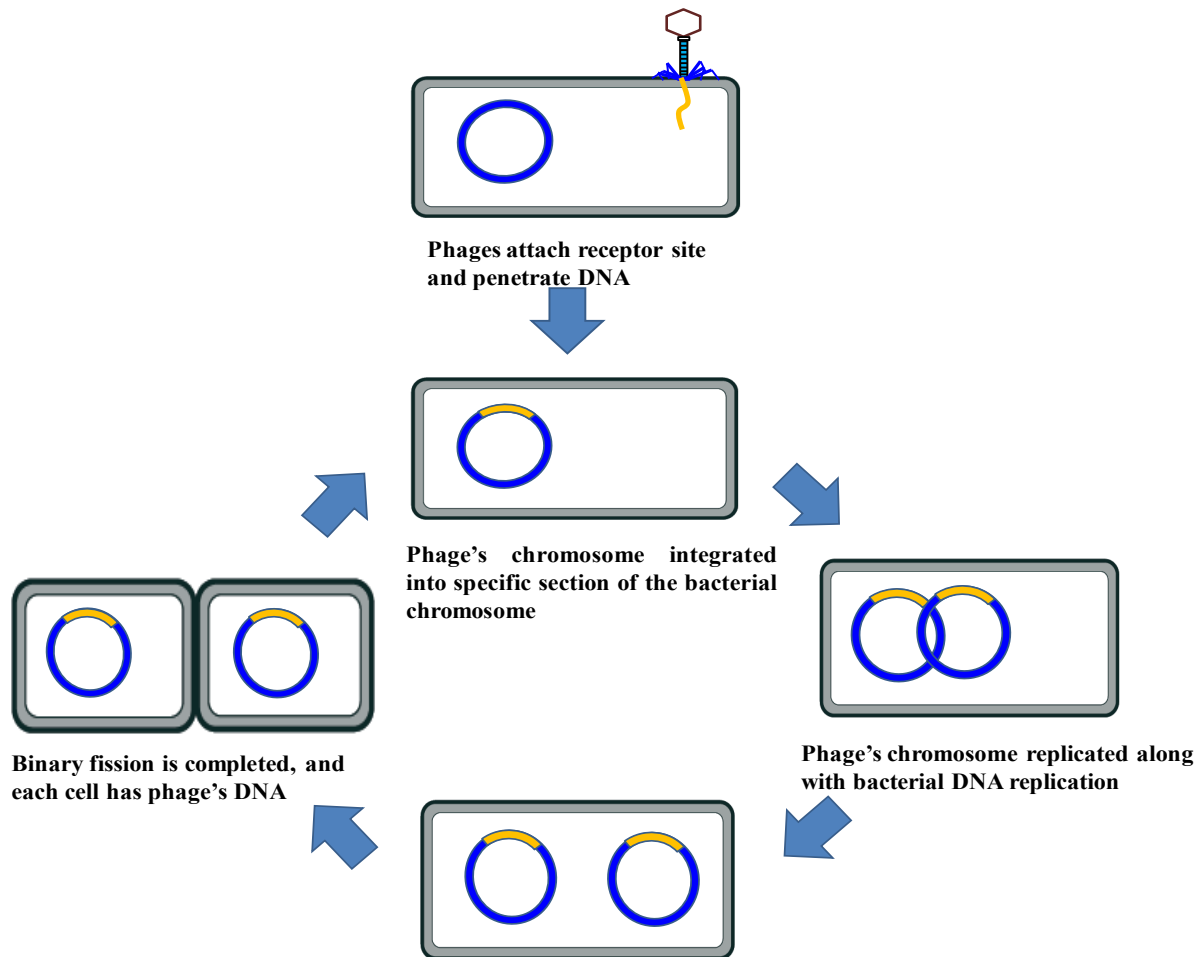 Phages attach receptor site
and penetrate DNA
Phage's chromosome integrated
into specific section of the bacterial
chromosome
Phage's chromosome replicated along
with bacterial DNA replication
Binary fission is completed, and
each cell has phage's DNA